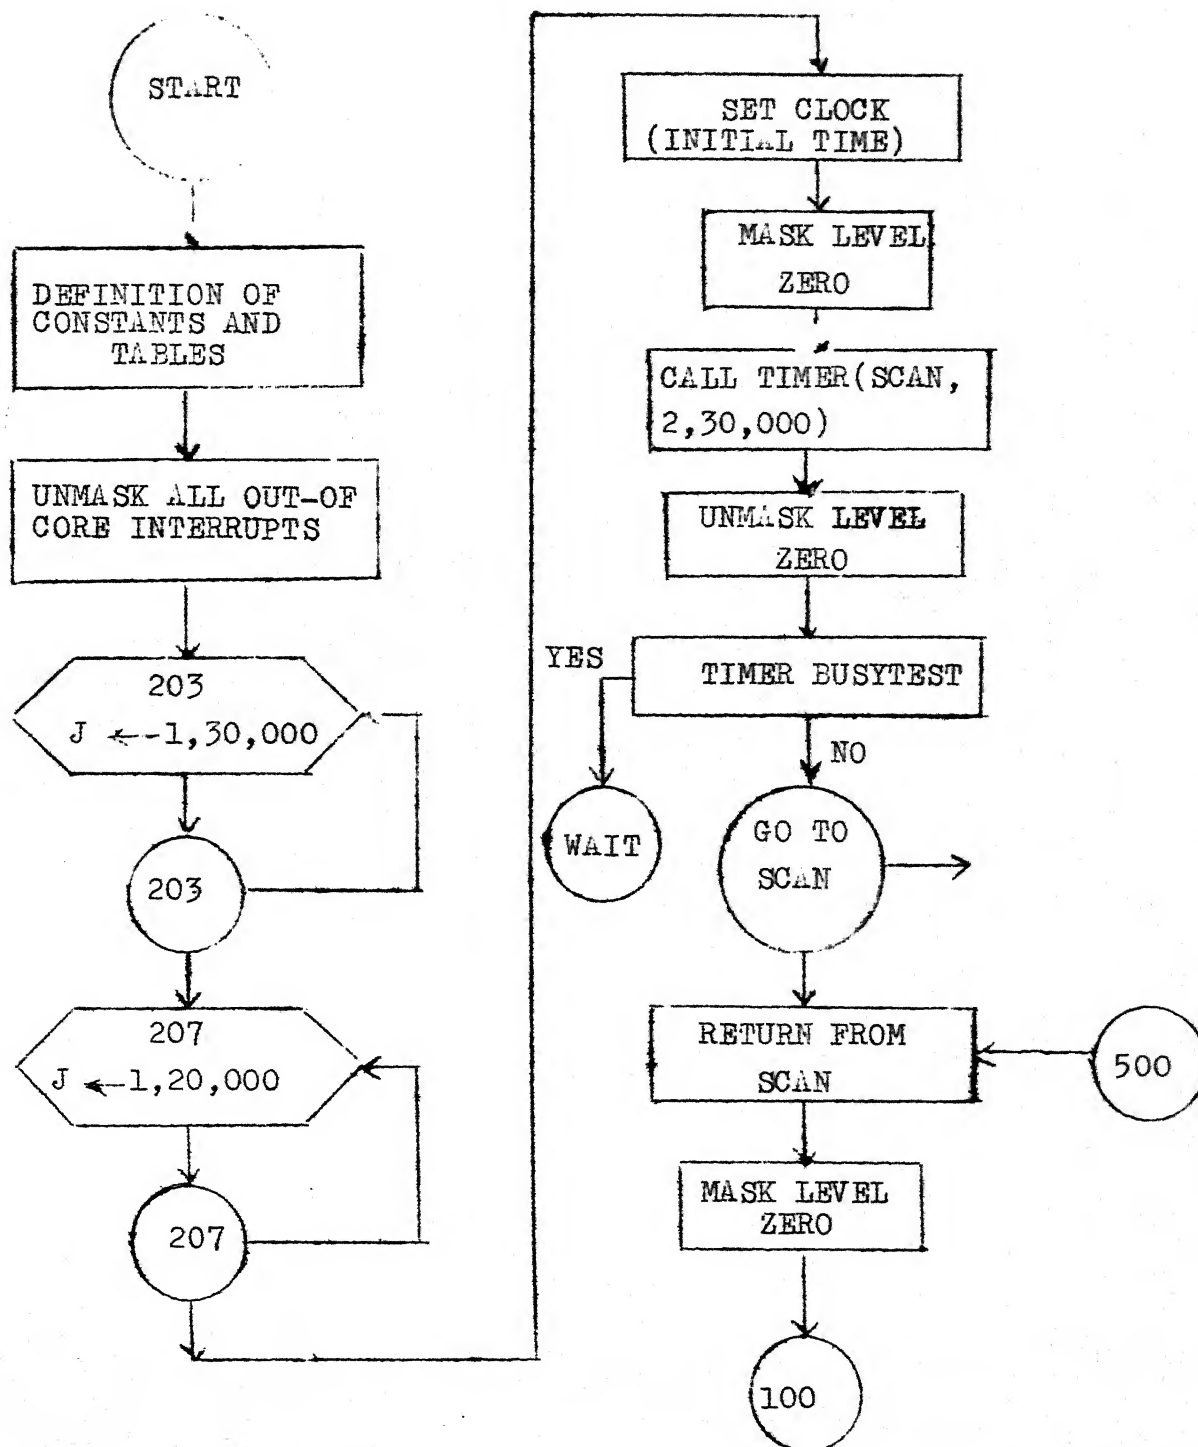 START
DEFINITION OF
CONSTANTS AND
TABLES
UNMASK ALL OUT-OF
CORE INTERRUPTS
203
J ←--1,30,000
203
207
J ←--1,20,000
207
SET CLOCK
(INITIAL TIME)
MASK LEVEL
ZERO
CALL TIMER(SCAN,
2,30,000)
UNMASK LEVEL
ZERO
YES
TIMER BUSYTEST
NO
WAIT
GO TO
SCAN
RETURN FROM
SCAN
500
MASK LEVEL
ZERO
100